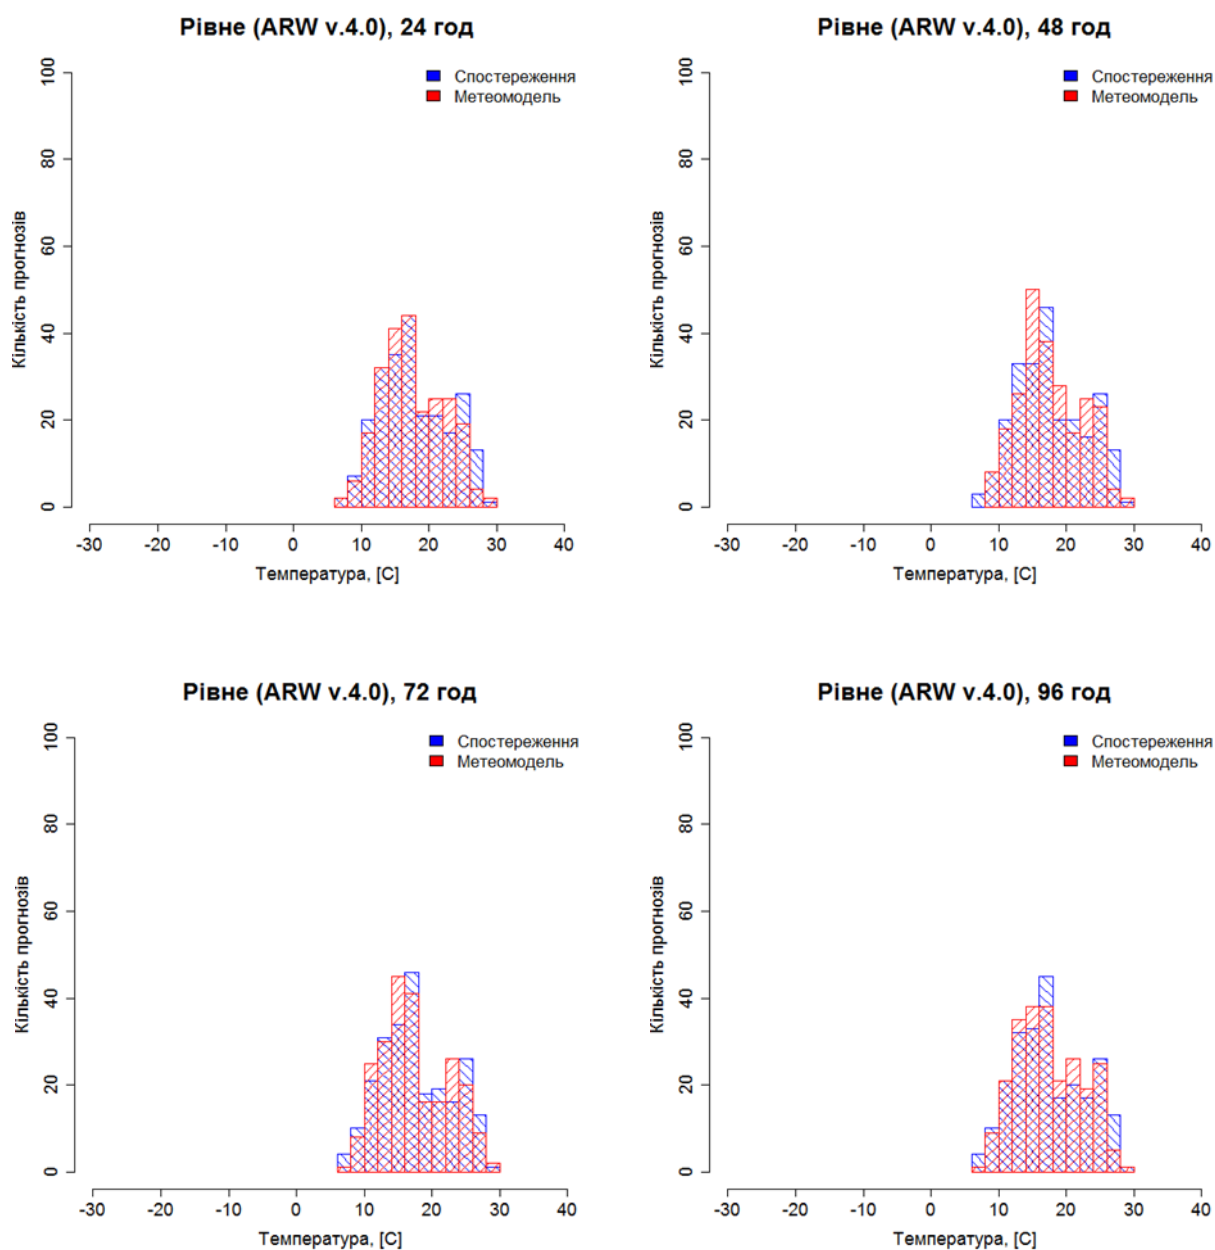 Рівне (ARW v.4.0), 24 год
Спостереження
Метеомодель
Кількість прогнозів
0 20 40 60 80 100
-30 -20 -10 0 10 20 30 40
Температура, [C]
Рівне (ARW v.4.0), 48 год
Спостереження
Метеомодель
Кількість прогнозів
0 20 40 60 80 100
-30 -20 -10 0 10 20 30 40
Температура, [C]
Рівне (ARW v.4.0), 72 год
Спостереження
Метеомодель
Кількість прогнозів
0 20 40 60 80 100
-30 -20 -10 0 10 20 30 40
Температура, [C]
Рівне (ARW v.4.0), 96 год
Спостереження
Метеомодель
Кількість прогнозів
0 20 40 60 80 100
-30 -20 -10 0 10 20 30 40
Температура, [C]